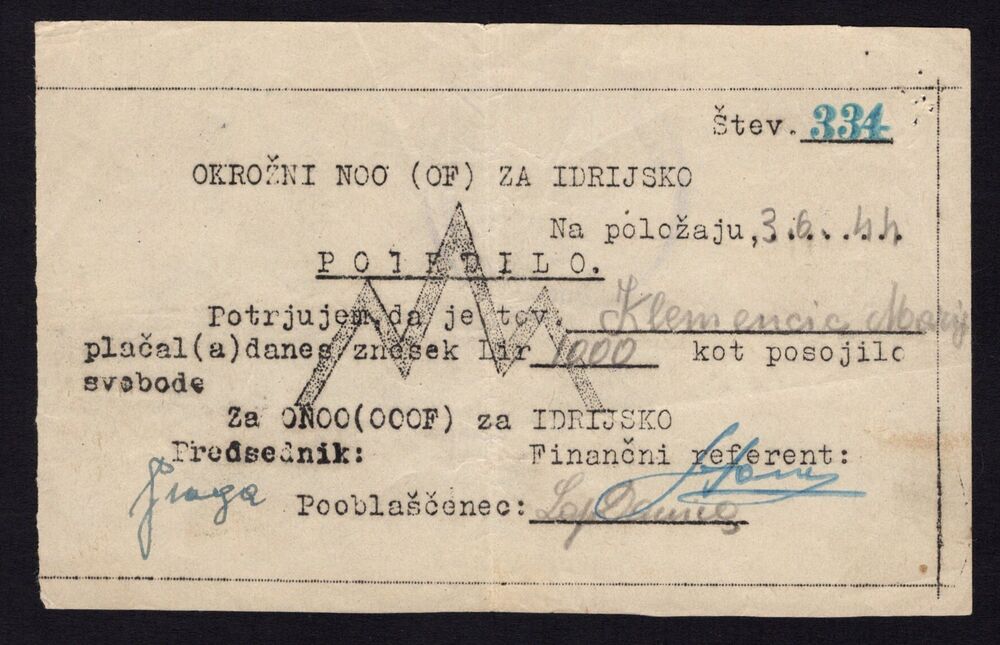 Štev. 334
OKROŽNI NOO (OF) ZA IDRIJSKO
Na položaju, 3.6.44
POTRDILO.
Potrjujem, da je tov. Klemencic Marij
plačal(a) danes znesek Lir 1000 kot posojilo
svobode
Za ONOO(OOOF) za IDRIJSKO
Predsednik: Finančni referent:
Pooblaščenec: